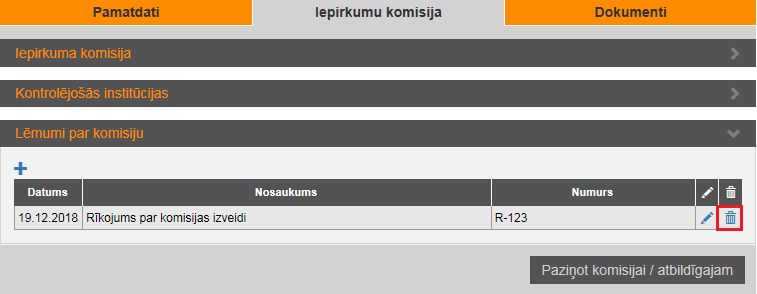 Pamatdati Iepirkumu komisija Dokumenti
Iepirkuma komisija
Kontrolējošās institūcijas
Lēmumi par komisiju
Datums Nosaukums Numurs
19.12.2018 Rīkojums par komisijas izveidi R-123
Paziņot komisijai / atbildīgajam